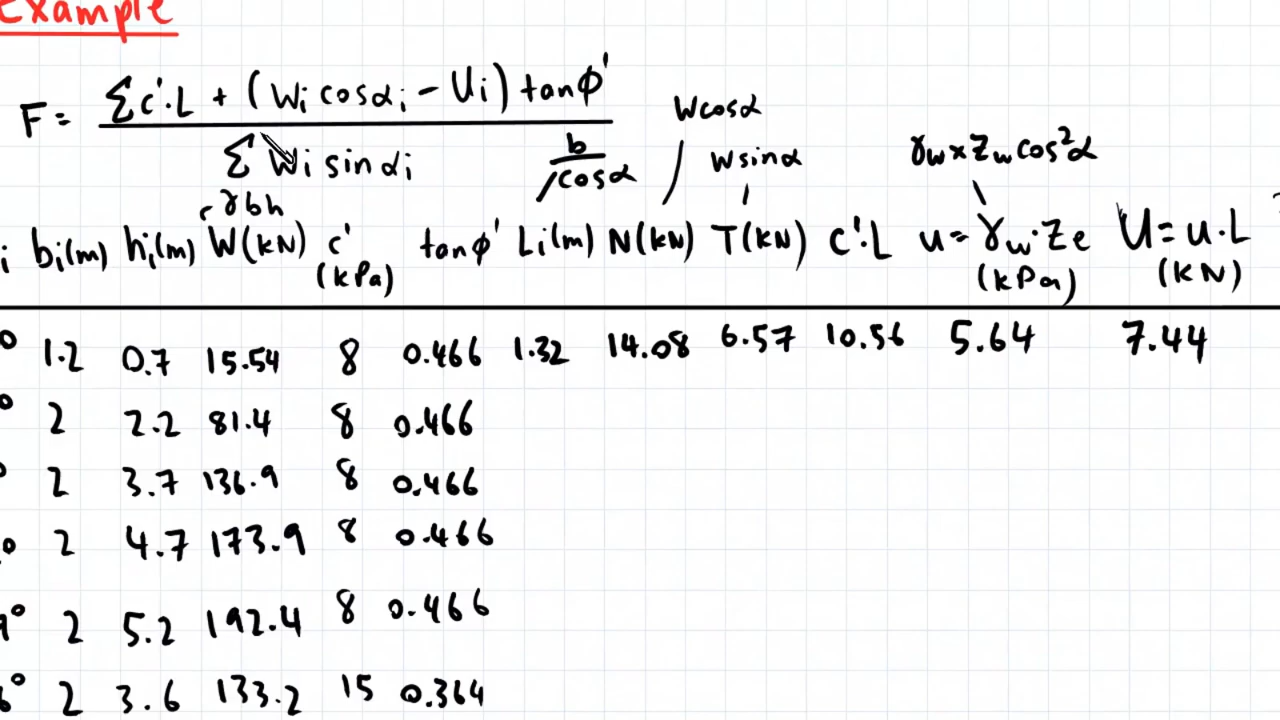 Example
F = Σc'·L + (Wi cosαi - Ui) tanϕ'
Σ Wi sinαi
b/cosα
Wcosα
Wsinα
γw×Zw cos²α
γbh
i bi(m) hi(m) W(kN) c' (kPa) tanϕ' Li(m) N(kN) T(kN) c'·L u=γw·Ze (kPa) U=u·L (kN)
° 1.2 0.7 15.54 8 0.466 1.32 14.08 6.57 10.56 5.64 7.44
° 2 2.2 81.4 8 0.466
° 2 3.7 136.9 8 0.466
° 2 4.7 173.9 8 0.466
9° 2 5.2 192.4 8 0.466
6° 2 3.6 133.2 15 0.364